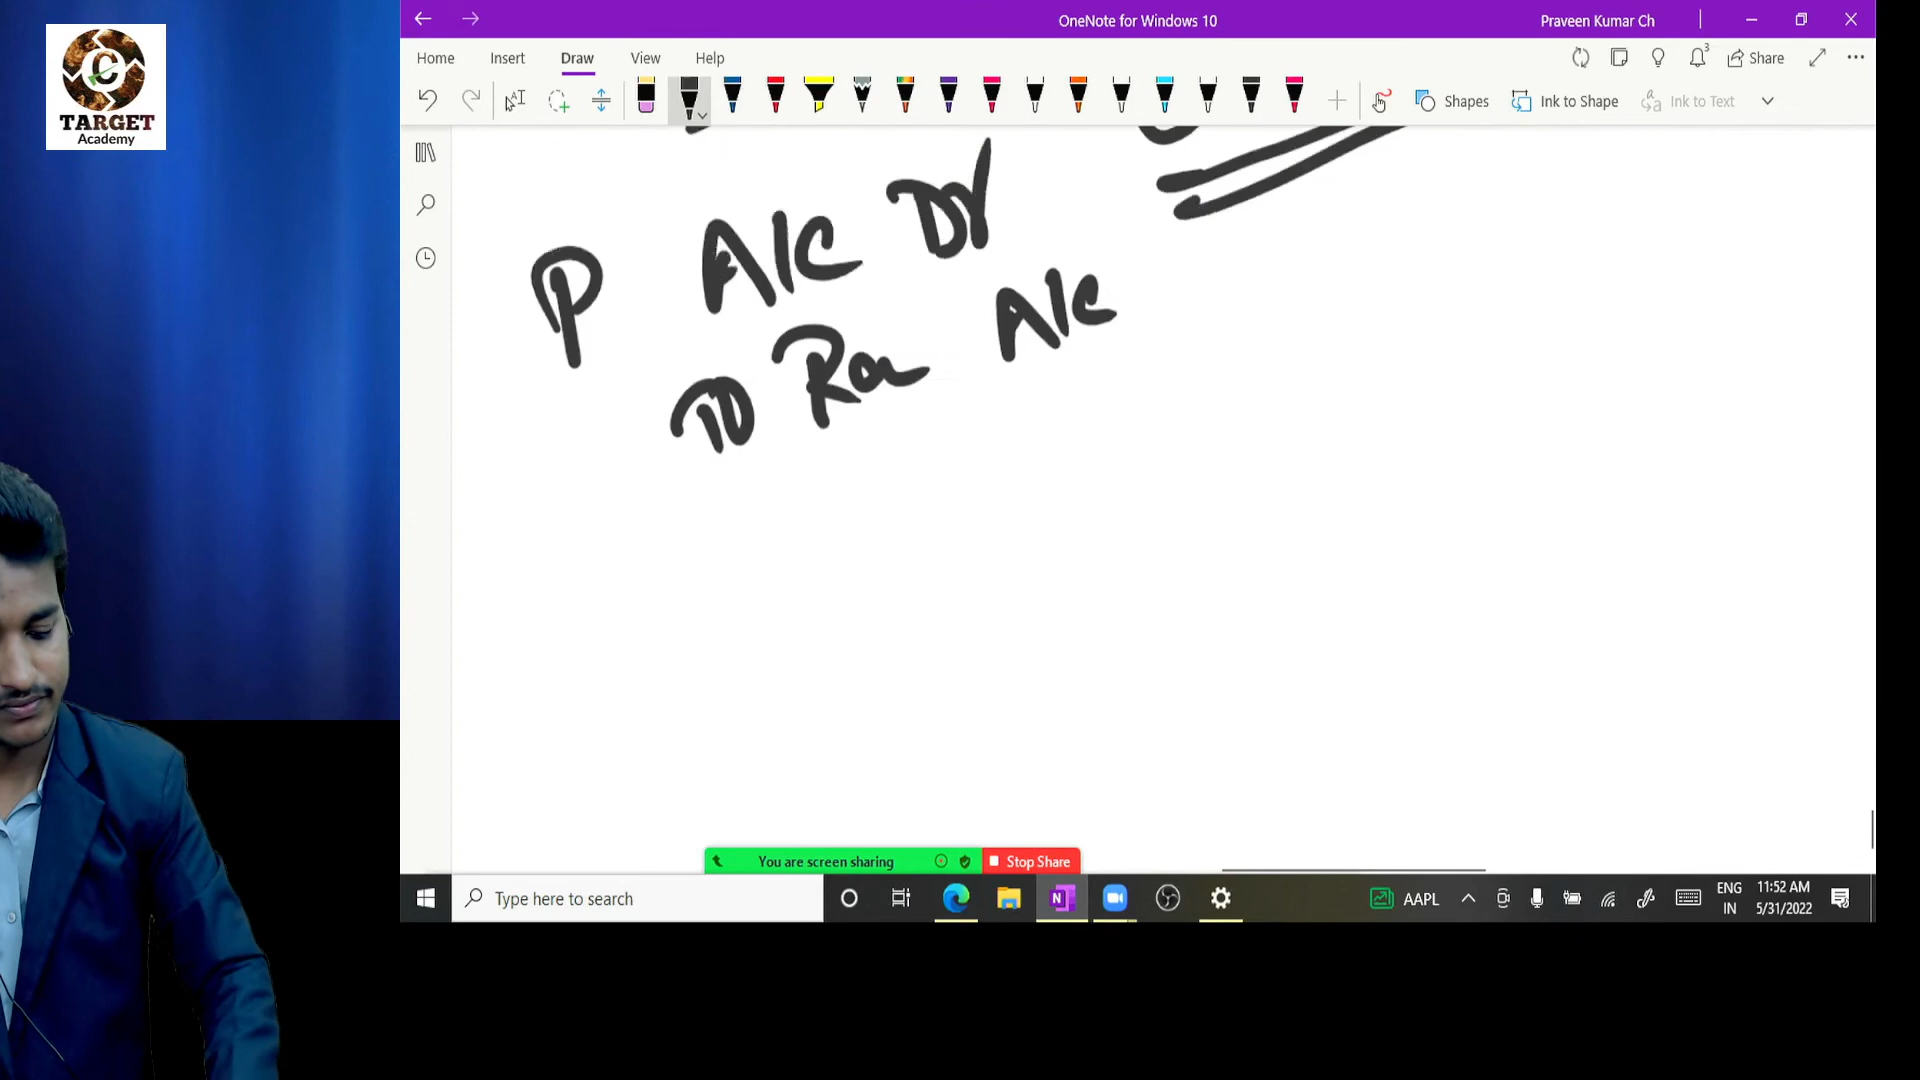 TARGET
Academy
OneNote for Windows 10
Praveen Kumar Ch
Home Insert Draw View Help
3
Share
Shapes
Ink to Shape
Ink to Text
P A/c Dr
To Ra A/c
You are screen sharing
Stop Share
Type here to search
AAPL
ENG
IN
11:52 AM
5/31/2022